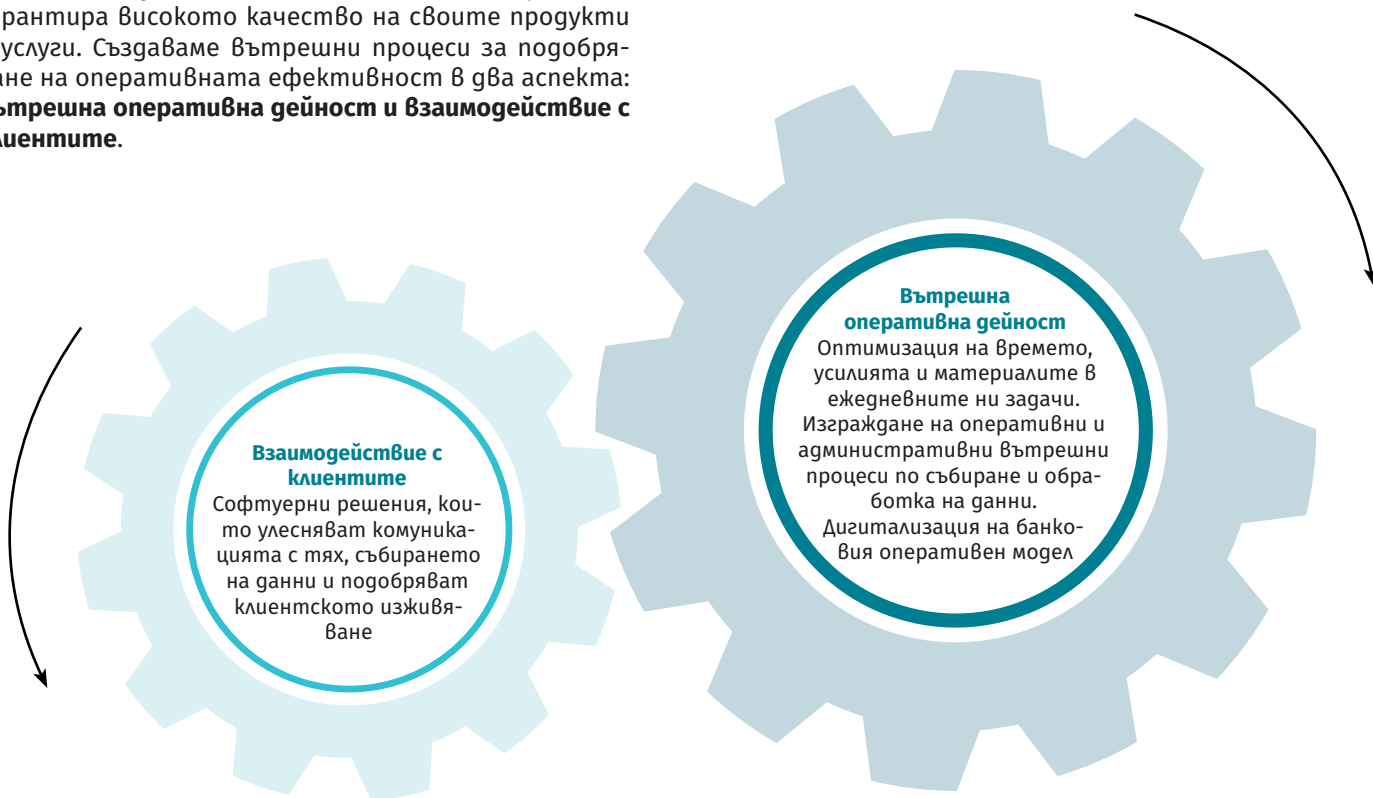 рантира високото качество на своите продукти
услуги. Създаваме вътрешни процеси за подобря-
ане на оперативната ефективност в два аспекта:
ътрешна оперативна дейност и взаимодействие с
лиентите.
Вътрешна
оперативна дейност
Оптимизация на времето,
усилията и материалите в
ежедневните ни задачи.
Изграждане на оперативни и
административни вътрешни
процеси по събиране и обра-
ботка на данни.
Дигитализация на банко-
вия оперативен модел
Взаимодействие с
клиентите
Софтуерни решения, кои-
то улесняват комуника-
цията с тях, събирането
на данни и подобряват
клиентското изживя-
ване